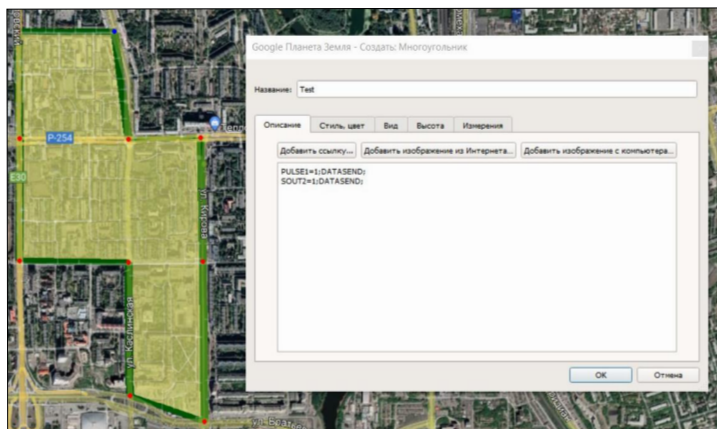 Google Планета Земля - Создать: Многоугольник
Название: Test
Описание Стиль, цвет Вид Высота Измерения
Добавить ссылку... Добавить изображение из Интернета... Добавить изображение с компьютера...
PULSE1=1;DATASEND;
SOUT2=1;DATASEND;
ОК Отмена
P-254
E30
ул. Кирова
ул. Каслинская